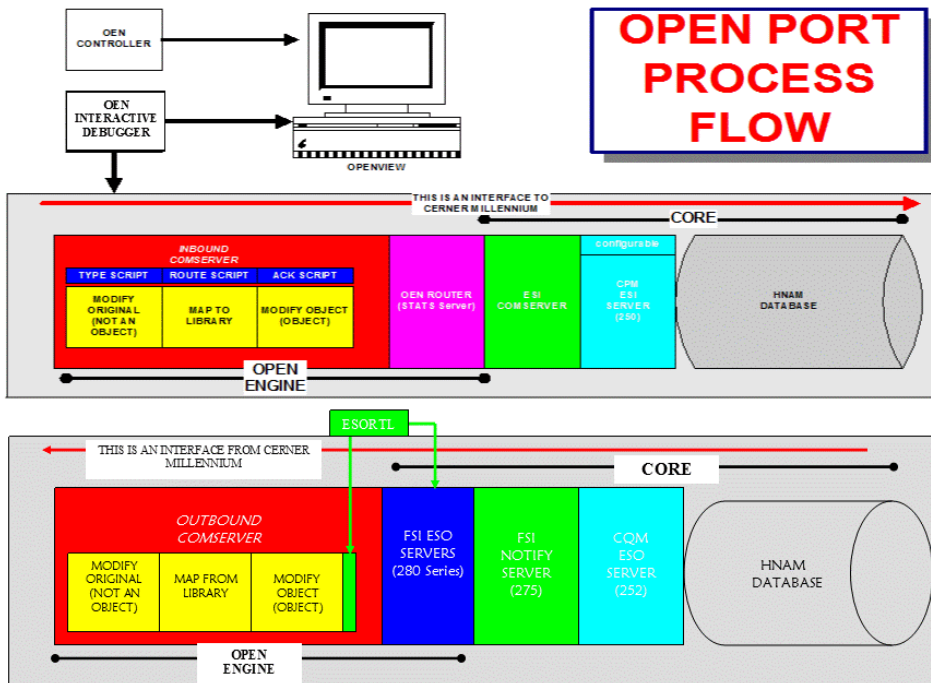 OEN
CONTROLLER
OPEN PORT
PROCESS
FLOW
OEN
INTERACTIVE
DEBUGGER
OPENVIEW
THIS IS AN INTERFACE TO
CERNER MILLENNIUM
CORE
INBOUND
COMSERVER
TYPE SCRIPT
ROUTE SCRIPT
ACK SCRIPT
MODIFY
ORIGINAL
(NOT AN
OBJECT)
MAP TO
LIBRARY
MODIFY OBJECT
(OBJECT)
OEN ROUTER
(STATS Server)
ESI
COMSERVER
configurable
CPM
ESI
SERVER
(250)
HNAM
DATABASE
OPEN
ENGINE
ESORTL
THIS IS AN INTERFACE FROM CERNER
MILLENNIUM
CORE
OUTBOUND
COMSERVER
MODIFY
ORIGINAL
(NOT AN
OBJECT)
MAP FROM
LIBRARY
MODIFY
OBJECT
(OBJECT)
FSI ESO
SERVERS
(280 Series)
FSI
NOTIFY
SERVER
(275)
CQM
ESO
SERVER
(252)
HNAM
DATABASE
OPEN
ENGINE